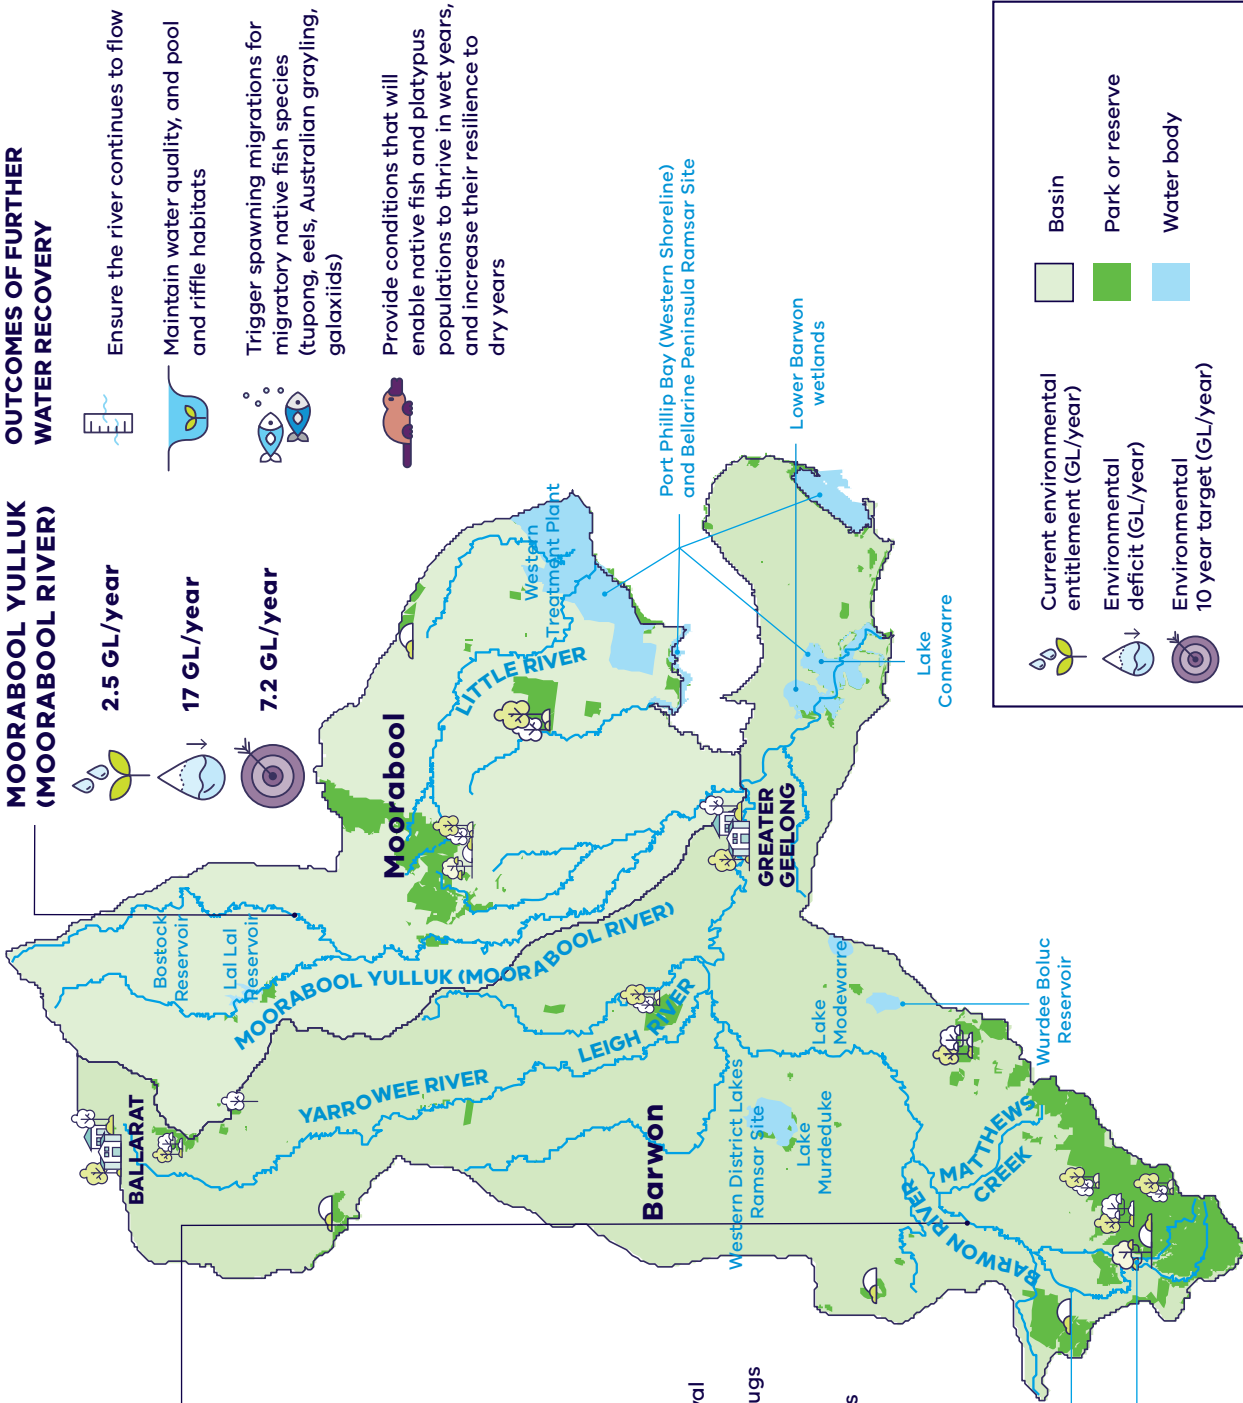 MOORABOOL YULLUK
(MOORABOOL RIVER)
2.5 GL/year
17 GL/year
7.2 GL/year
OUTCOMES OF FURTHER
WATER RECOVERY
Ensure the river continues to flow
Maintain water quality, and pool
and riffle habitats
Trigger spawning migrations for
migratory native fish species
(tupong, eels, Australian grayling,
galaxiids)
Provide conditions that will
enable native fish and platypus
populations to thrive in wet years,
and increase their resilience to
dry years
BALLARAT
Bostock
Reservoir
Lal Lal
Reservoir
MOORABOOL YULLUK (MOORABOOL RIVER)
YARROWEE RIVER
LEIGH RIVER
Moorabool
LITTLE RIVER
Western
Treatment Plant
Port Phillip Bay (Western Shoreline)
and Bellarine Peninsula Ramsar Site
Lower Barwon
wetlands
GREATER
GEELONG
Lake
Connewarre
Barwon
Western District Lakes
Ramsar Site
Lake
Murdeduke
Lake
Modewarre
Wurdee Boluc
Reservoir
MATTHEWS
CREEK
BARWON RIVER
Current environmental
entitlement (GL/year)
Environmental
deficit (GL/year)
Environmental
10 year target (GL/year)
Basin
Park or reserve
Water body